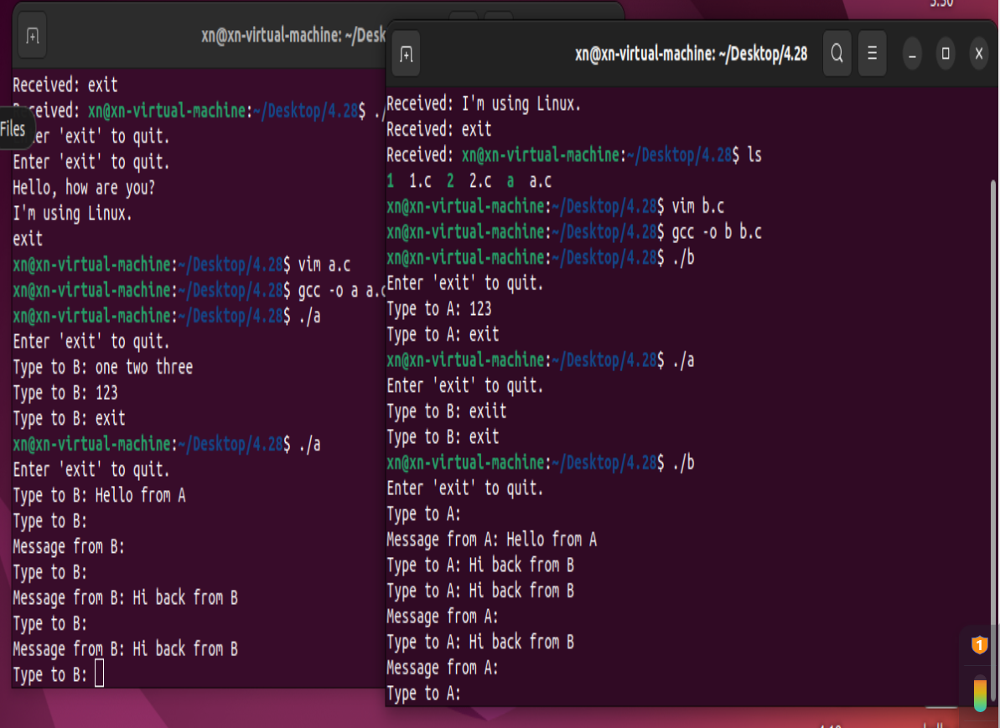 5:50
xn@xn-virtual-machine: ~/Desk
Received: exit
Received: xn@xn-virtual-machine:~/Desktop/4.28$ ./
Files
er 'exit' to quit.
Enter 'exit' to quit.
Hello, how are you?
I'm using Linux.
exit
xn@xn-virtual-machine:~/Desktop/4.28$ vim a.c
xn@xn-virtual-machine:~/Desktop/4.28$ gcc -o a a.c
xn@xn-virtual-machine:~/Desktop/4.28$ ./a
Enter 'exit' to quit.
Type to B: one two three
Type to B: 123
Type to B: exit
xn@xn-virtual-machine:~/Desktop/4.28$ ./a
Enter 'exit' to quit.
Type to B: Hello from A
Type to B:
Message from B:
Type to B:
Message from B: Hi back from B
Type to B:
Message from B: Hi back from B
Type to B:
xn@xn-virtual-machine: ~/Desktop/4.28
Received: I'm using Linux.
Received: exit
Received: xn@xn-virtual-machine:~/Desktop/4.28$ ls
1 1.c 2 2.c a a.c
xn@xn-virtual-machine:~/Desktop/4.28$ vim b.c
xn@xn-virtual-machine:~/Desktop/4.28$ gcc -o b b.c
xn@xn-virtual-machine:~/Desktop/4.28$ ./b
Enter 'exit' to quit.
Type to A: 123
Type to A: exit
xn@xn-virtual-machine:~/Desktop/4.28$ ./a
Enter 'exit' to quit.
Type to B: exiit
Type to B: exit
xn@xn-virtual-machine:~/Desktop/4.28$ ./b
Enter 'exit' to quit.
Type to A:
Message from A: Hello from A
Type to A: Hi back from B
Type to A: Hi back from B
Message from A:
Type to A: Hi back from B
Message from A:
Type to A:
1